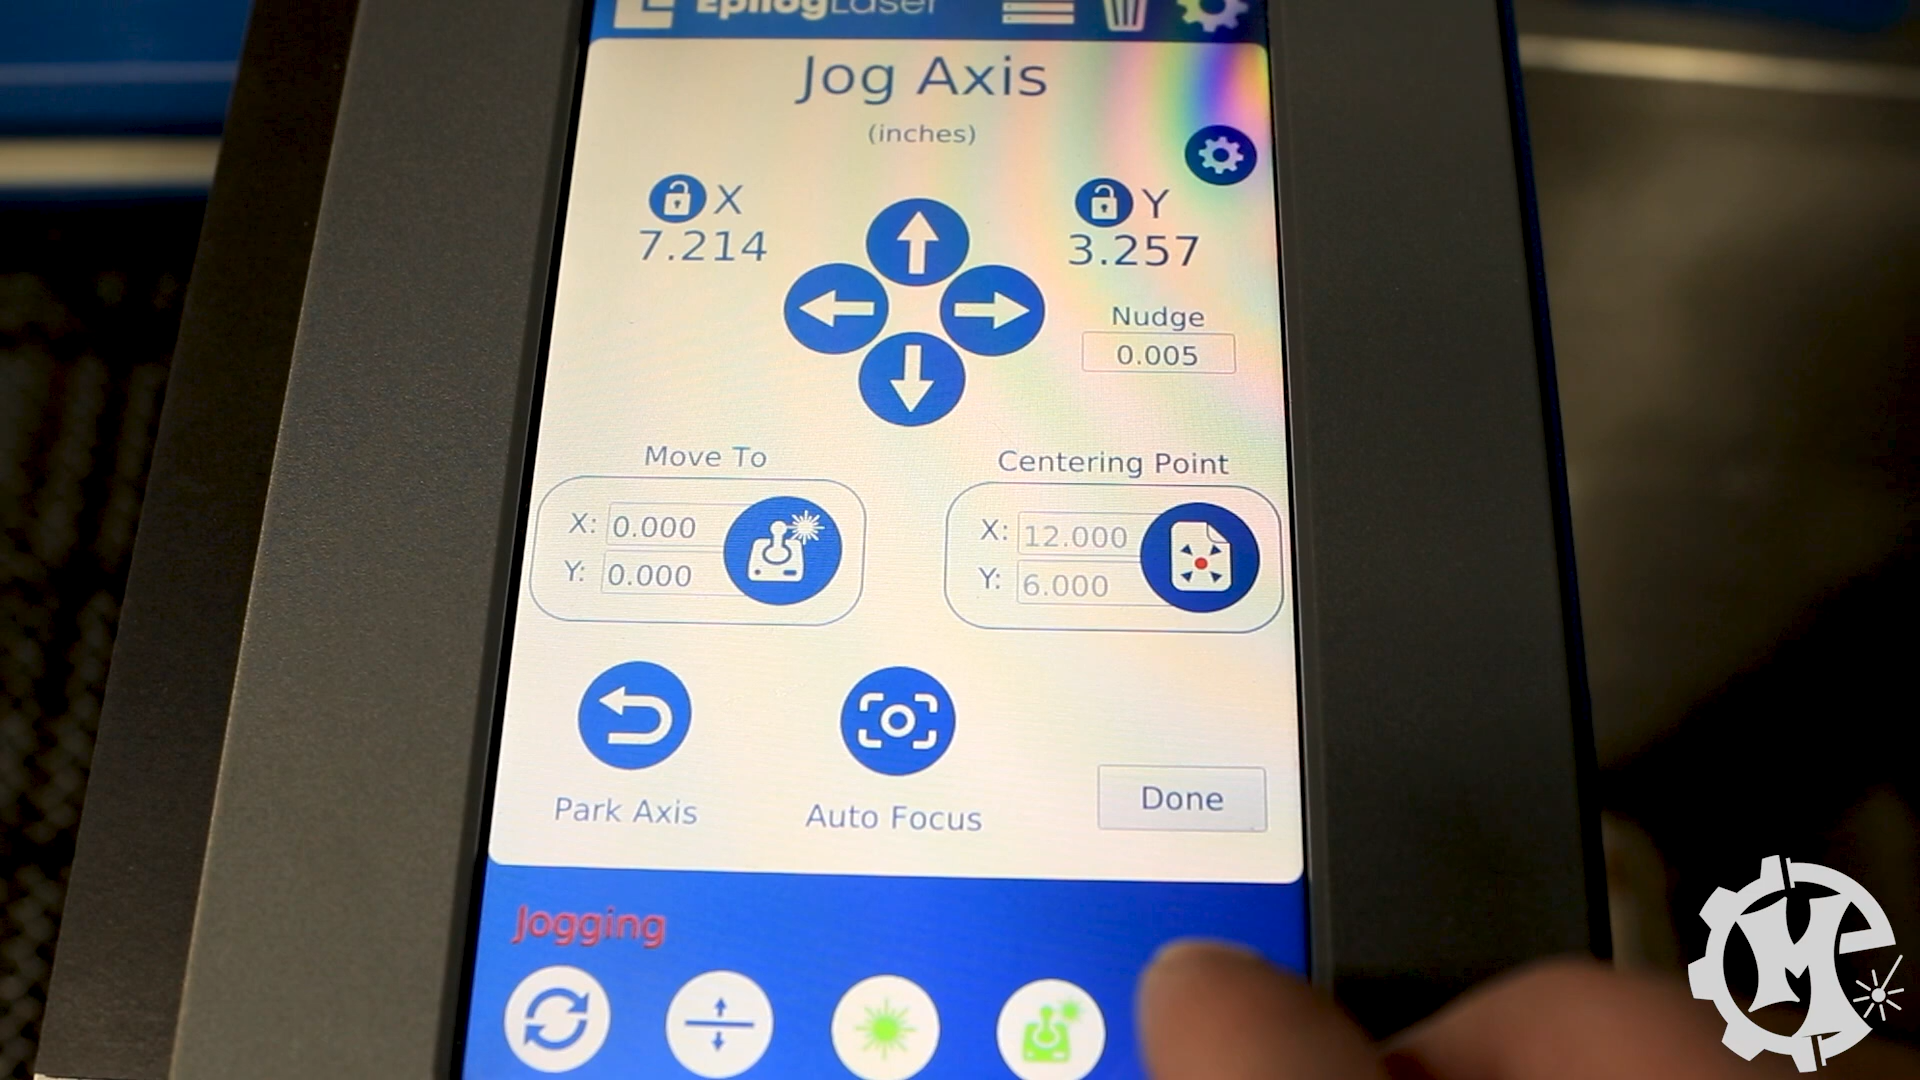 EpilogLaser
Jog Axis
(inches)
X
7.214
Y
3.257
Nudge
0.005
Move To
X: 0.000
Y: 0.000
Centering Point
X: 12.000
Y: 6.000
Park Axis
Auto Focus
Done
Jogging
M